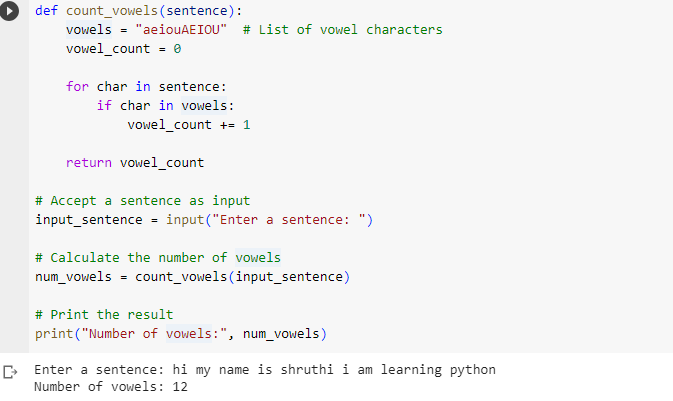 def count_vowels(sentence):
    vowels = "aeiouAEIOU"  # List of vowel characters
    vowel_count = 0

    for char in sentence:
        if char in vowels:
            vowel_count += 1

    return vowel_count

# Accept a sentence as input
input_sentence = input("Enter a sentence: ")

# Calculate the number of vowels
num_vowels = count_vowels(input_sentence)

# Print the result
print("Number of vowels:", num_vowels)

Enter a sentence: hi my name is shruthi i am learning python
Number of vowels: 12